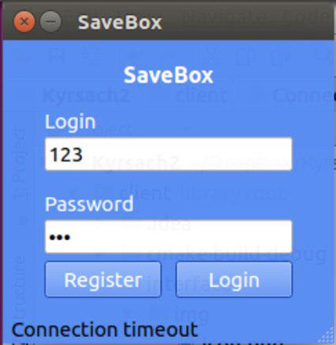 SaveBox
SaveBox
Login
123
Password
•••
Register Login
Connection timeout